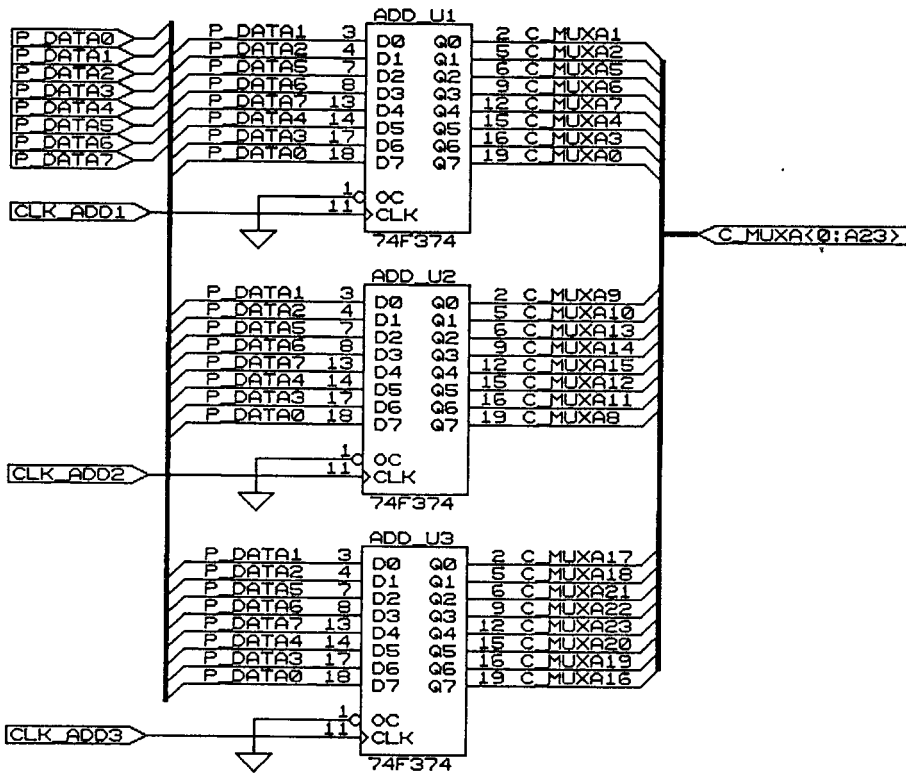 ADD_U1
P_DATA0
P_DATA1
P_DATA2
P_DATA3
P_DATA4
P_DATA5
P_DATA6
P_DATA7
P_DATA1 3 D0 Q0 2 C_MUXA1
P_DATA2 4 D1 Q1 5 C_MUXA2
P_DATA5 7 D2 Q2 6 C_MUXA5
P_DATA6 8 D3 Q3 9 C_MUXA6
P_DATA7 13 D4 Q4 12 C_MUXA7
P_DATA4 14 D5 Q5 15 C_MUXA4
P_DATA3 17 D6 Q6 16 C_MUXA3
P_DATA0 18 D7 Q7 19 C_MUXA0
1 OC
CLK_ADD1 11 CLK
74F374
C_MUXA<0:A23>
ADD_U2
P_DATA1 3 D0 Q0 2 C_MUXA9
P_DATA2 4 D1 Q1 5 C_MUXA10
P_DATA5 7 D2 Q2 6 C_MUXA13
P_DATA6 8 D3 Q3 9 C_MUXA14
P_DATA7 13 D4 Q4 12 C_MUXA15
P_DATA4 14 D5 Q5 15 C_MUXA12
P_DATA3 17 D6 Q6 16 C_MUXA11
P_DATA0 18 D7 Q7 19 C_MUXA8
1 OC
CLK_ADD2 11 CLK
74F374
ADD_U3
P_DATA1 3 D0 Q0 2 C_MUXA17
P_DATA2 4 D1 Q1 5 C_MUXA18
P_DATA5 7 D2 Q2 6 C_MUXA21
P_DATA6 8 D3 Q3 9 C_MUXA22
P_DATA7 13 D4 Q4 12 C_MUXA23
P_DATA4 14 D5 Q5 15 C_MUXA20
P_DATA3 17 D6 Q6 16 C_MUXA19
P_DATA0 18 D7 Q7 19 C_MUXA16
1 OC
CLK_ADD3 11 CLK
74F374